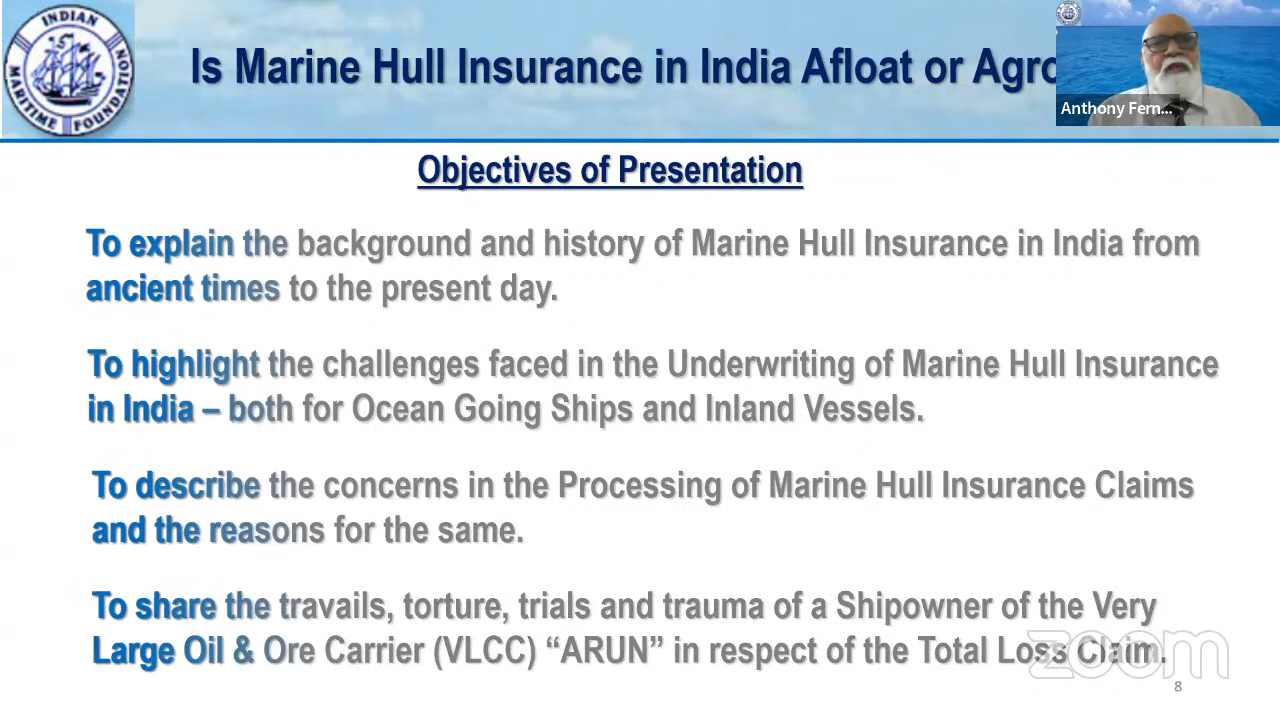 INDIAN MARITIME FOUNDATION
Is Marine Hull Insurance in India Afloat or Agro
Anthony Fern...
Objectives of Presentation
To explain the background and history of Marine Hull Insurance in India from
ancient times to the present day.
To highlight the challenges faced in the Underwriting of Marine Hull Insurance
in India – both for Ocean Going Ships and Inland Vessels.
To describe the concerns in the Processing of Marine Hull Insurance Claims
and the reasons for the same.
To share the travails, torture, trials and trauma of a Shipowner of the Very
Large Oil & Ore Carrier (VLCC) “ARUN” in respect of the Total Loss Claim.
zoom
8